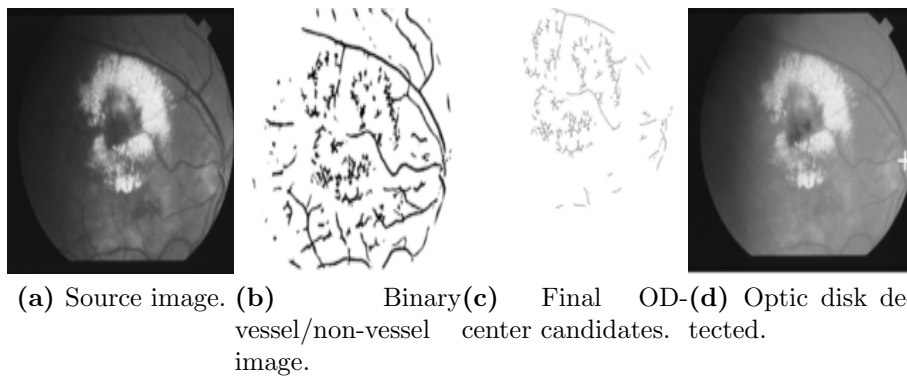 (a) Source image.
(b) Binary
vessel/non-vessel
image.
(c) Final OD-
center candidates.
(d) Optic disk de-
tected.